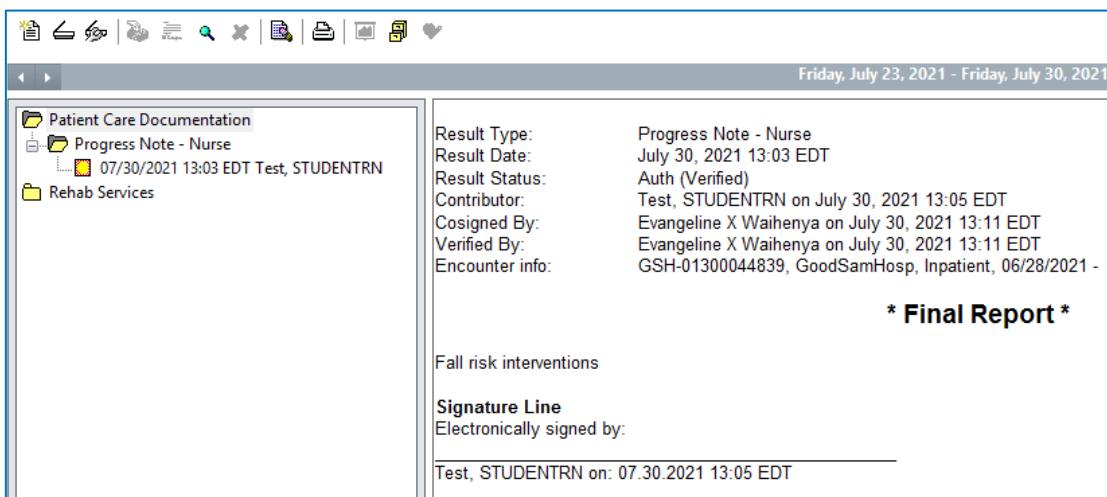 Friday, July 23, 2021 - Friday, July 30, 2021
Patient Care Documentation
Progress Note - Nurse
07/30/2021 13:03 EDT Test, STUDENTRN
Rehab Services
Result Type: Progress Note - Nurse
Result Date: July 30, 2021 13:03 EDT
Result Status: Auth (Verified)
Contributor: Test, STUDENTRN on July 30, 2021 13:05 EDT
Cosigned By: Evangeline X Waihenya on July 30, 2021 13:11 EDT
Verified By: Evangeline X Waihenya on July 30, 2021 13:11 EDT
Encounter info: GSH-01300044839, GoodSamHosp, Inpatient, 06/28/2021 -
* Final Report *
Fall risk interventions
Signature Line
Electronically signed by:
Test, STUDENTRN on: 07.30.2021 13:05 EDT